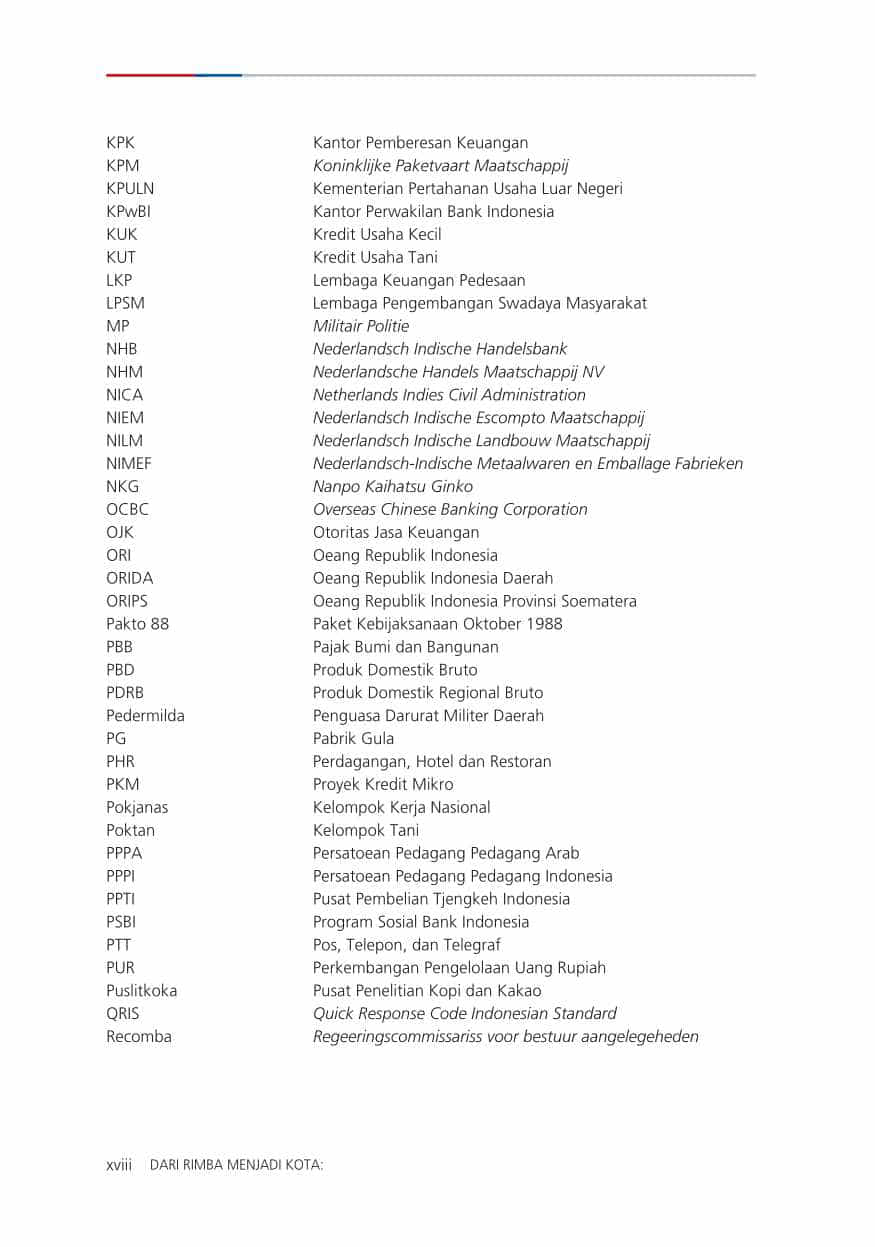 KPK Kantor Pemberesan Keuangan
KPM Koninklijke Paketvaart Maatschappij
KPULN Kementerian Pertahanan Usaha Luar Negeri
KPwBI Kantor Perwakilan Bank Indonesia
KUK Kredit Usaha Kecil
KUT Kredit Usaha Tani
LKP Lembaga Keuangan Pedesaan
LPSM Lembaga Pengembangan Swadaya Masyarakat
MP Militair Politie
NHB Nederlandsch Indische Handelsbank
NHM Nederlandsche Handels Maatschappij NV
NICA Netherlands Indies Civil Administration
NIEM Nederlandsch Indische Escompto Maatschappij
NILM Nederlandsch Indische Landbouw Maatschappij
NIMEF Nederlandsch-Indische Metaalwaren en Emballage Fabrieken
NKG Nanpo Kaihatsu Ginko
OCBC Overseas Chinese Banking Corporation
OJK Otoritas Jasa Keuangan
ORI Oeang Republik Indonesia
ORIDA Oeang Republik Indonesia Daerah
ORIPS Oeang Republik Indonesia Provinsi Soematera
Pakto 88 Paket Kebijaksanaan Oktober 1988
PBB Pajak Bumi dan Bangunan
PBD Produk Domestik Bruto
PDRB Produk Domestik Regional Bruto
Pedermilda Penguasa Darurat Militer Daerah
PG Pabrik Gula
PHR Perdagangan, Hotel dan Restoran
PKM Proyek Kredit Mikro
Pokjanas Kelompok Kerja Nasional
Poktan Kelompok Tani
PPPA Persatoean Pedagang Pedagang Arab
PPPI Persatoean Pedagang Pedagang Indonesia
PPTI Pusat Pembelian Tjengkeh Indonesia
PSBI Program Sosial Bank Indonesia
PTT Pos, Telepon, dan Telegraf
PUR Perkembangan Pengelolaan Uang Rupiah
Puslitkoka Pusat Penelitian Kopi dan Kakao
QRIS Quick Response Code Indonesian Standard
Recomba Regeeringscommissariss voor bestuur aangelegeheden
xviii DARI RIMBA MENJADI KOTA: